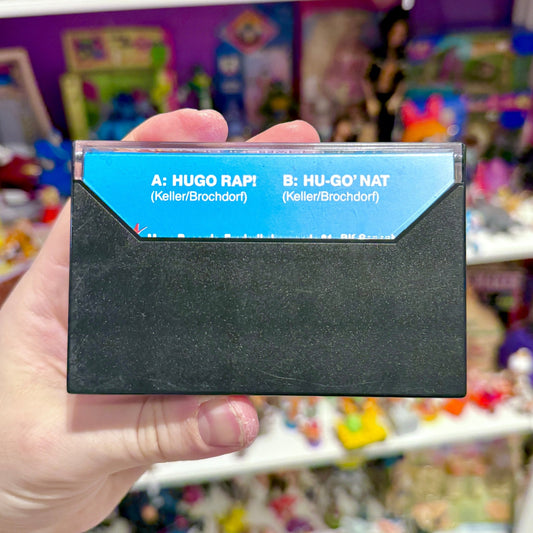 A: HUGO RAP! B: HU-GO' NAT
(Keller/Brochdorf) (Keller/Brochdorf)